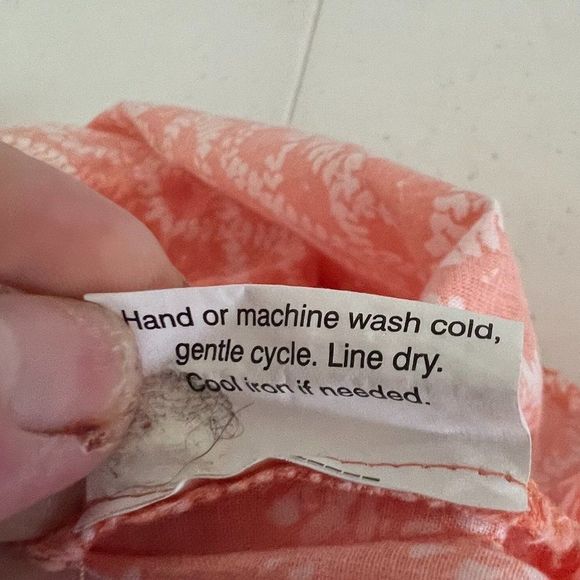 Hand or machine wash cold,
gentle cycle. Line dry.
Cool iron if needed.